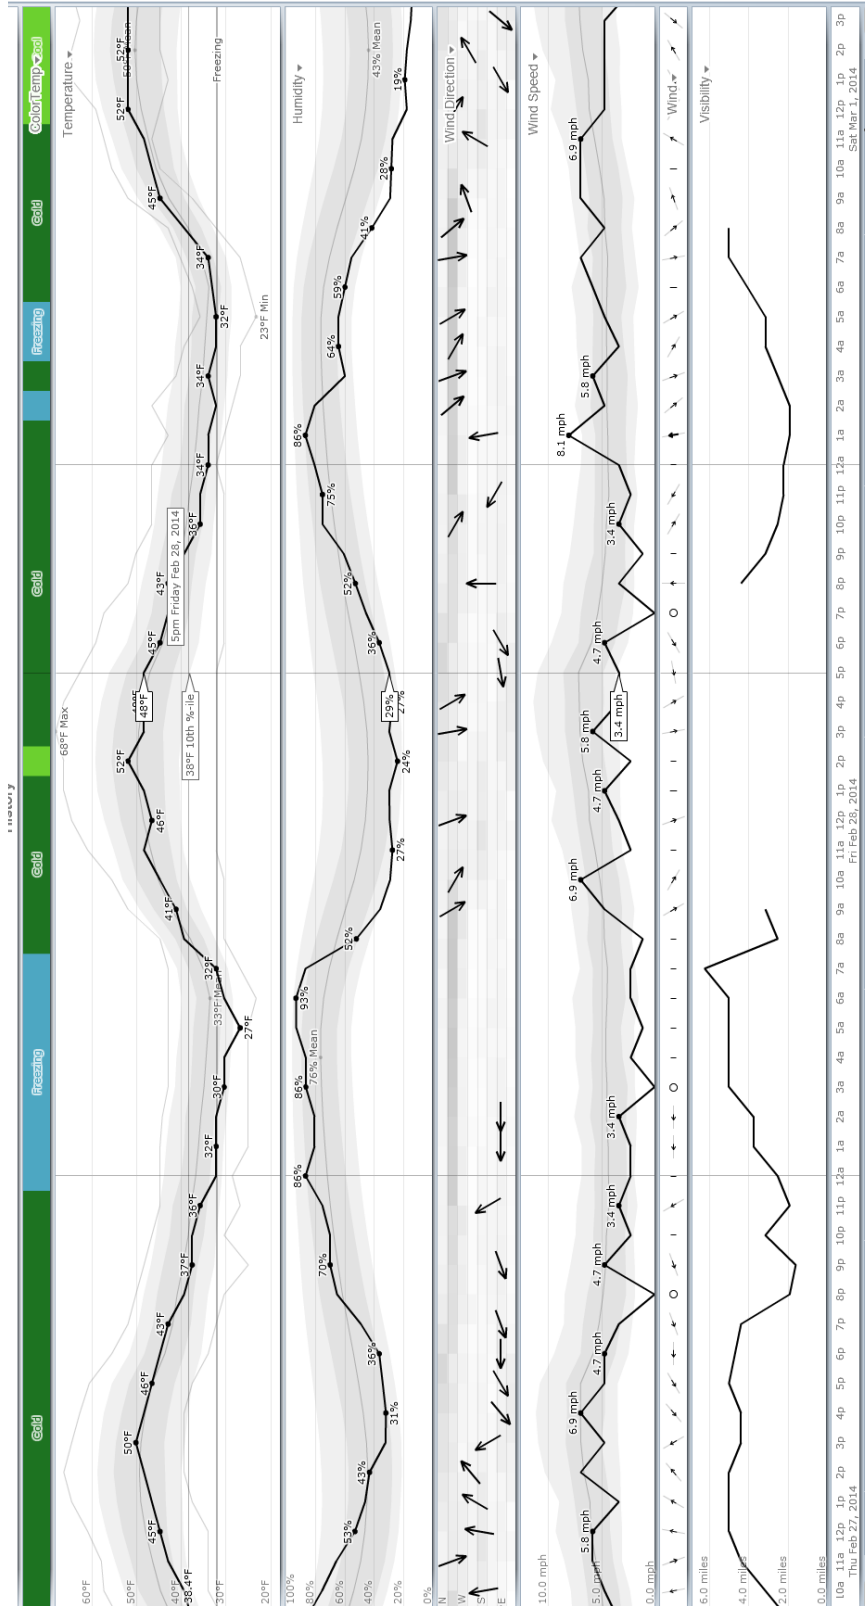 History
ColorTemp
Cold
Freezing
Cold
Cold
Freezing
Cold
Temperature
60°F
50°F
40°F
30°F
20°F
38.4°F
45°F
50°F
46°F
43°F
37°F
36°F
32°F
30°F
27°F
33°F Mean
32°F
41°F
46°F
52°F
68°F Max
48°F
38°F 10th %-ile
5pm Friday Feb 28, 2014
45°F
43°F
36°F
34°F
34°F
32°F
23°F Min
34°F
45°F
52°F
52°F
Freezing
Humidity
100%
80%
60%
40%
20%
0%
53%
43%
31%
36%
70%
86%
86%
76% Mean
93%
52%
27%
24%
27%
29%
36%
52%
75%
86%
64%
59%
41%
28%
19%
43% Mean
Wind Direction
N
W
S
E
Wind Speed
10.0 mph
5.0 mph
0.0 mph
5.8 mph
6.9 mph
4.7 mph
4.7 mph
3.4 mph
3.4 mph
6.9 mph
4.7 mph
5.8 mph
3.4 mph
4.7 mph
3.4 mph
8.1 mph
5.8 mph
6.9 mph
Wind
Visibility
6.0 miles
4.0 miles
2.0 miles
0.0 miles
10a 11a 12p 1p 2p 3p 4p 5p 6p 7p 8p 9p 10p 11p 12a 1a 2a 3a 4a 5a 6a 7a 8a 9a 10a 11a 12p 1p 2p 3p 4p 5p 6p 7p 8p 9p 10p 11p 12a 1a 2a 3a 4a 5a 6a 7a 8a 9a 10a 11a 12p 1p 2p 3p
Thu Feb 27, 2014
Fri Feb 28, 2014
Sat Mar 1, 2014